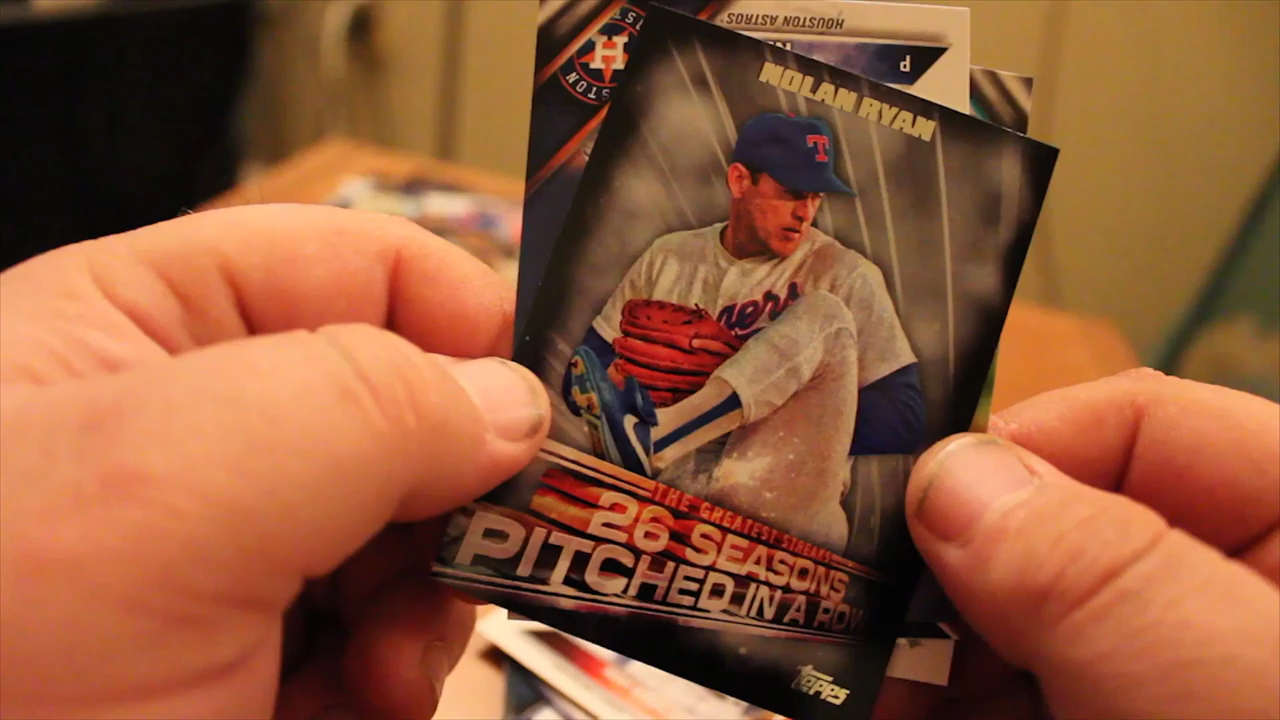 HOUSTON ASTROS®
P
H
NOLAN RYAN
T
THE GREATEST STREAKS
26 SEASONS
PITCHED IN A ROW
Topps